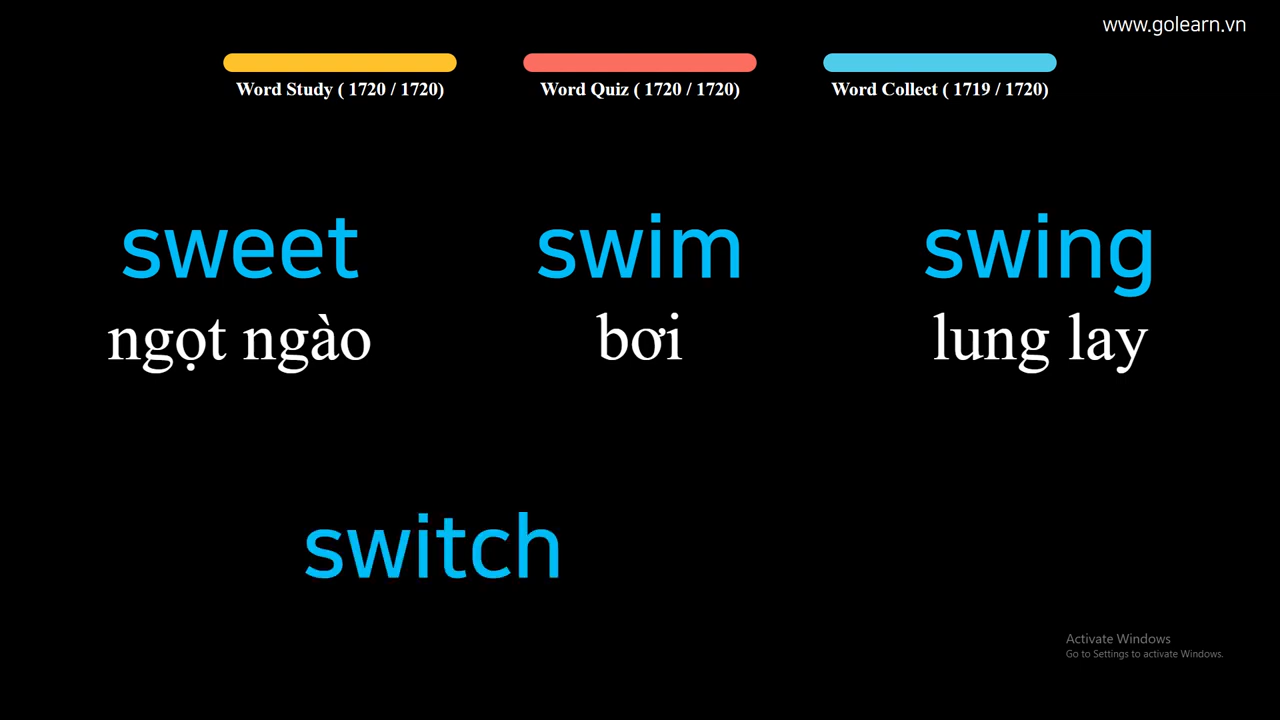 www.golearn.vn
Word Study ( 1720 / 1720)
Word Quiz ( 1720 / 1720)
Word Collect ( 1719 / 1720)
sweet
swim
swing
ngọt ngào
bơi
lung lay
switch
Activate Windows
Go to Settings to activate Windows.